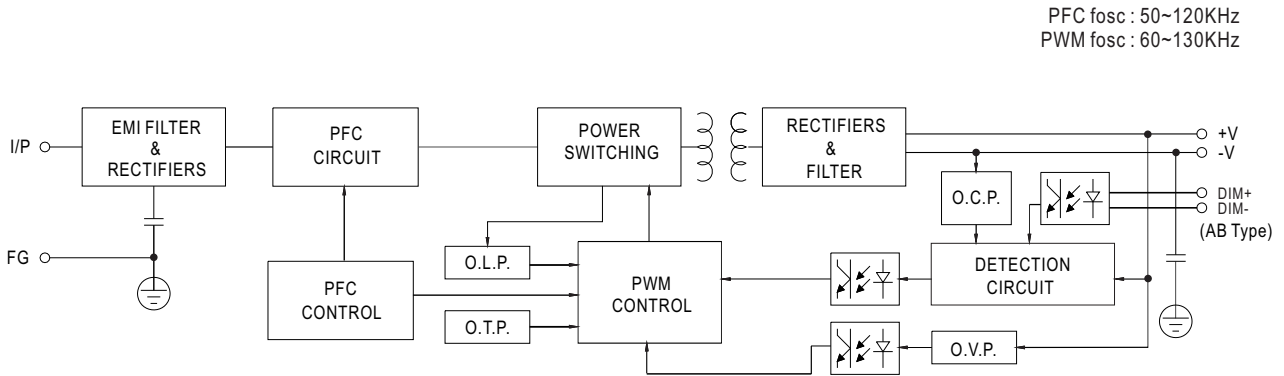 PFC fosc : 50~120KHz
PWM fosc : 60~130KHz
I/P
EMI FILTER
&
RECTIFIERS
PFC
CIRCUIT
POWER
SWITCHING
RECTIFIERS
&
FILTER
+V
-V
O.C.P.
DIM+
DIM-
(AB Type)
FG
O.L.P.
PFC
CONTROL
PWM
CONTROL
DETECTION
CIRCUIT
O.T.P.
O.V.P.